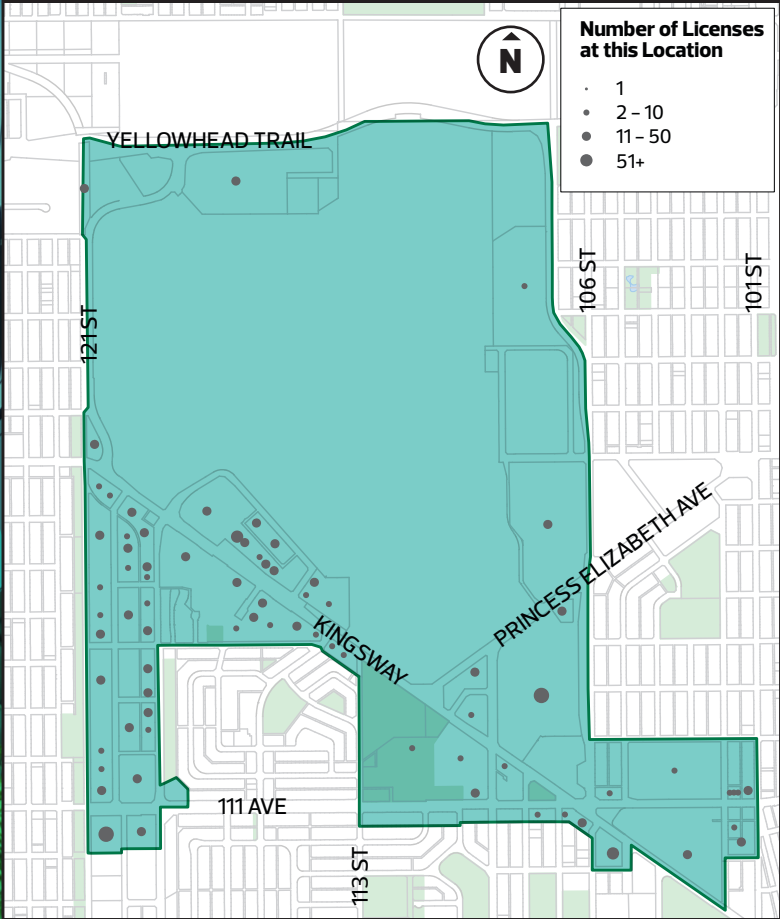 Number of Licenses
at this Location
1
2 – 10
11 – 50
51+
N
YELLOWHEAD TRAIL
106 ST
101 ST
121 ST
PRINCESS ELIZABETH AVE
KINGSWAY
111 AVE
113 ST